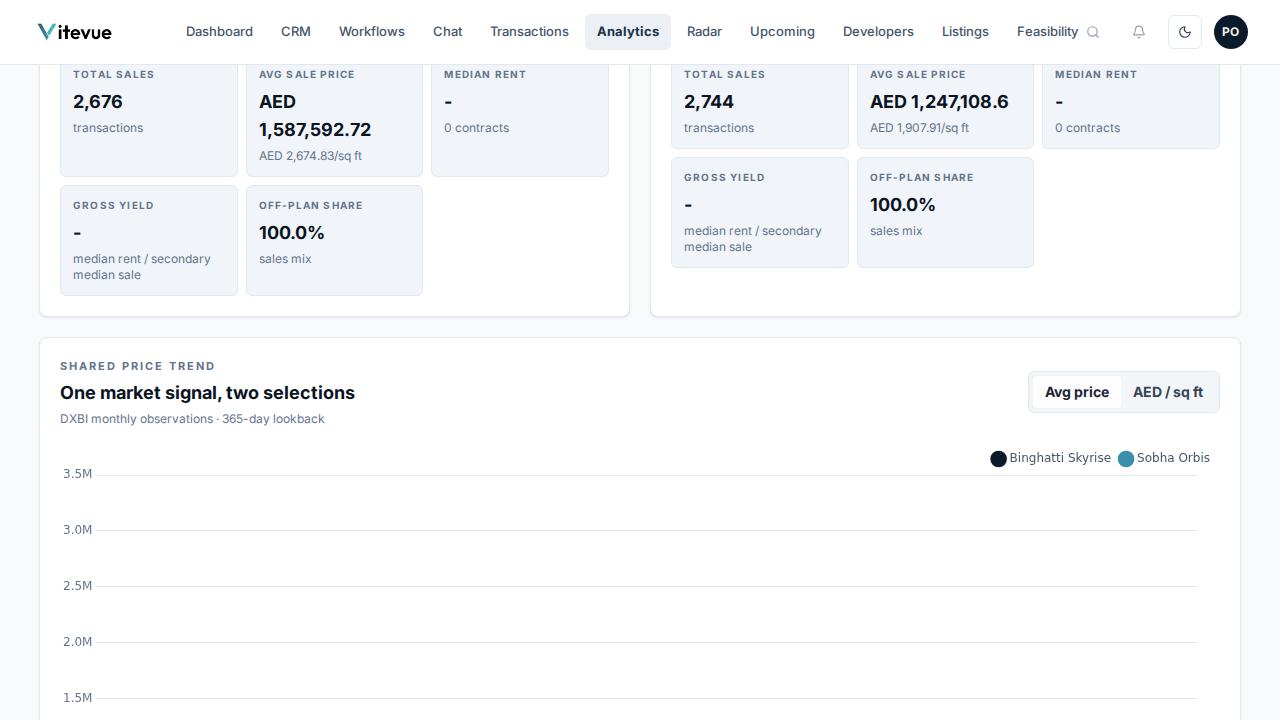 Vitevue
Dashboard
CRM
Workflows
Chat
Transactions
Analytics
Radar
Upcoming
Developers
Listings
Feasibility
PO
TOTAL SALES
2,676
transactions
AVG SALE PRICE
AED
1,587,592.72
AED 2,674.83/sq ft
MEDIAN RENT
-
0 contracts
GROSS YIELD
-
median rent / secondary
median sale
OFF-PLAN SHARE
100.0%
sales mix
TOTAL SALES
2,744
transactions
AVG SALE PRICE
AED 1,247,108.6
AED 1,907.91/sq ft
MEDIAN RENT
-
0 contracts
GROSS YIELD
-
median rent / secondary
median sale
OFF-PLAN SHARE
100.0%
sales mix
SHARED PRICE TREND
One market signal, two selections
DXBI monthly observations · 365-day lookback
Avg price
AED / sq ft
Binghatti Skyrise
Sobha Orbis
3.5M
3.0M
2.5M
2.0M
1.5M